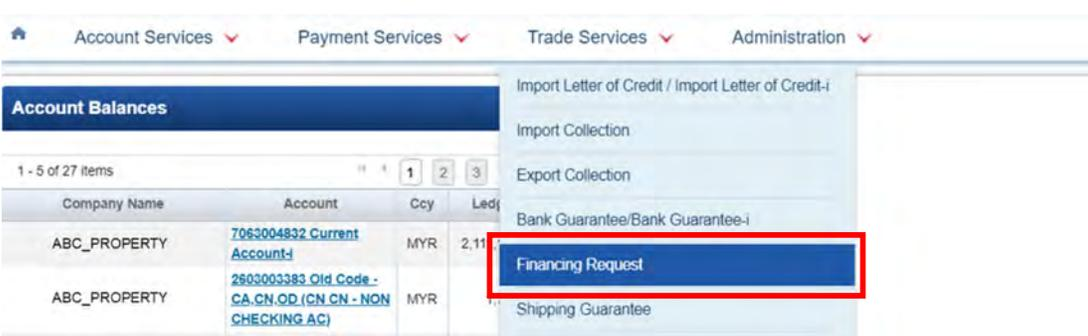 Account Services Payment Services Trade Services Administration
Import Letter of Credit / Import Letter of Credit-i
Account Balances
Import Collection
1 - 5 of 27 items 1 2 3
Export Collection
Company Name Account Ccy
Bank Guarantee/Bank Guarantee-i
ABC_PROPERTY 7063004832 Current MYR
Account-i
Financing Request
2603003383 Old Code -
ABC_PROPERTY CA,CN,OD (CN CN - NON MYR
CHECKING AC)
Shipping Guarantee